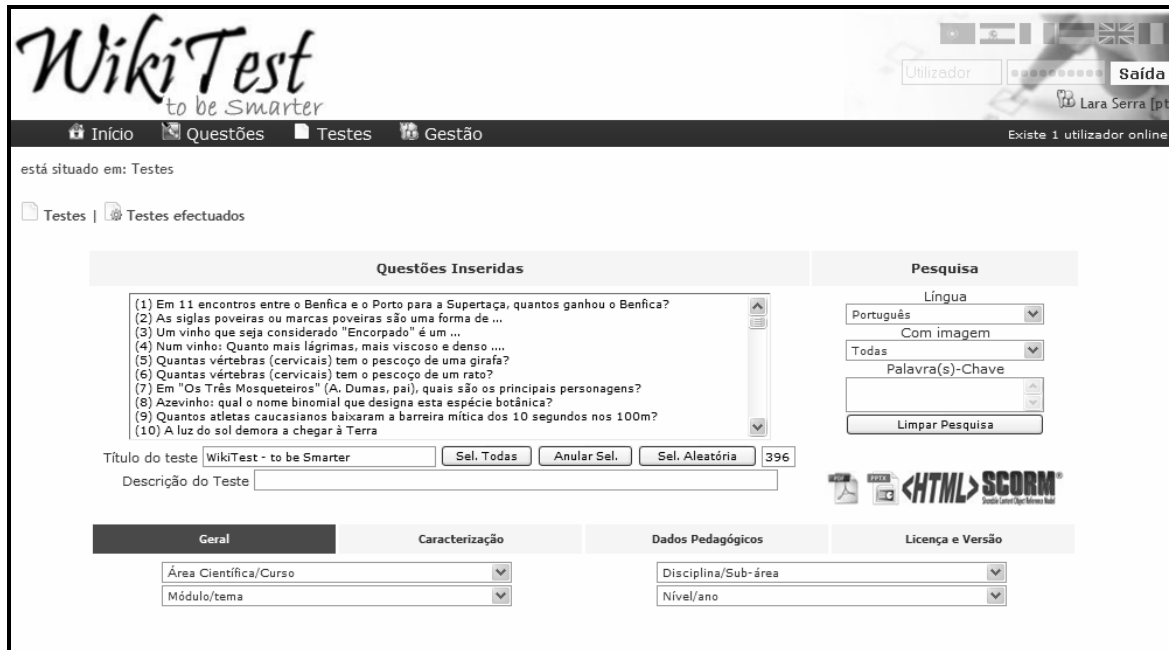 WikiTest
to be Smarter
Utilizador
Saída
Lara Serra [pt
Início Questões Testes Gestão
Existe 1 utilizador online
está situado em: Testes
Testes | Testes efectuados
Questões Inseridas
(1) Em 11 encontros entre o Benfica e o Porto para a Supertaça, quantos ganhou o Benfica?
(2) As siglas poveiras ou marcas poveiras são uma forma de ...
(3) Um vinho que seja considerado "Encorpado" é um ...
(4) Num vinho: Quanto mais lágrimas, mais viscoso e denso ....
(5) Quantas vértebras (cervicais) tem o pescoço de uma girafa?
(6) Quantas vértebras (cervicais) tem o pescoço de um rato?
(7) Em "Os Três Mosqueteiros" (A. Dumas, pai), quais são os principais personagens?
(8) Azevinho: qual o nome binomial que designa esta espécie botânica?
(9) Quantos atletas caucasianos baixaram a barreira mítica dos 10 segundos nos 100m?
(10) A luz do sol demora a chegar à Terra
Pesquisa
Língua
Português
Com imagem
Todas
Palavra(s)-Chave
Limpar Pesquisa
Título do teste WikiTest - to be Smarter Sel. Todas Anular Sel. Sel. Aleatória 396
Descrição do Teste
PDF PPTX <HTML> SCORM®
Sharable Content Object Reference Model
Geral Caracterização Dados Pedagógicos Licença e Versão
Área Científica/Curso Disciplina/Sub-área
Módulo/tema Nível/ano